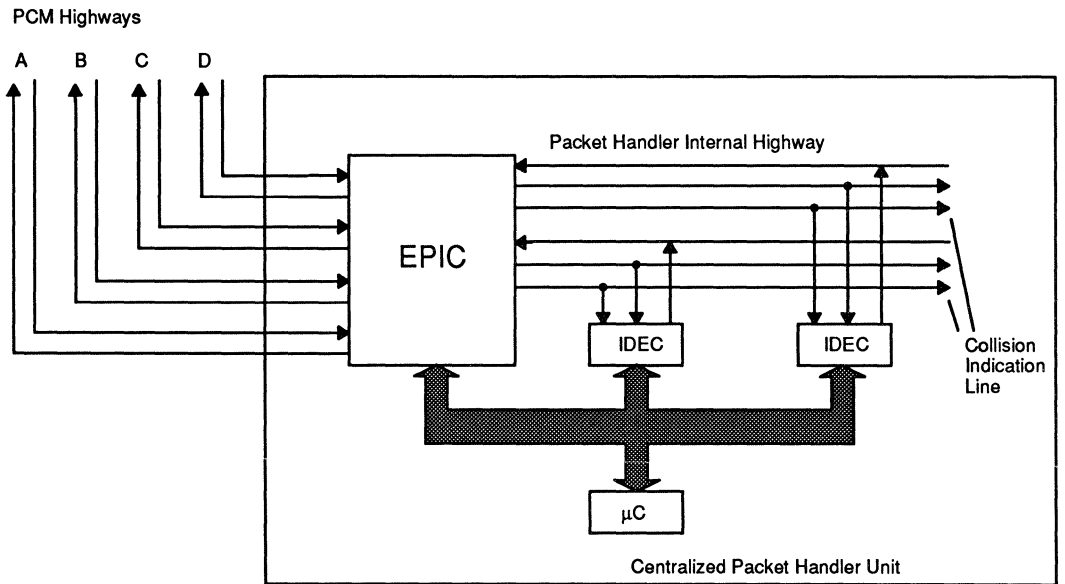 PCM Highways
A B C D
Packet Handler Internal Highway
EPIC
IDEC IDEC
Collision
Indication
Line
μC
Centralized Packet Handler Unit